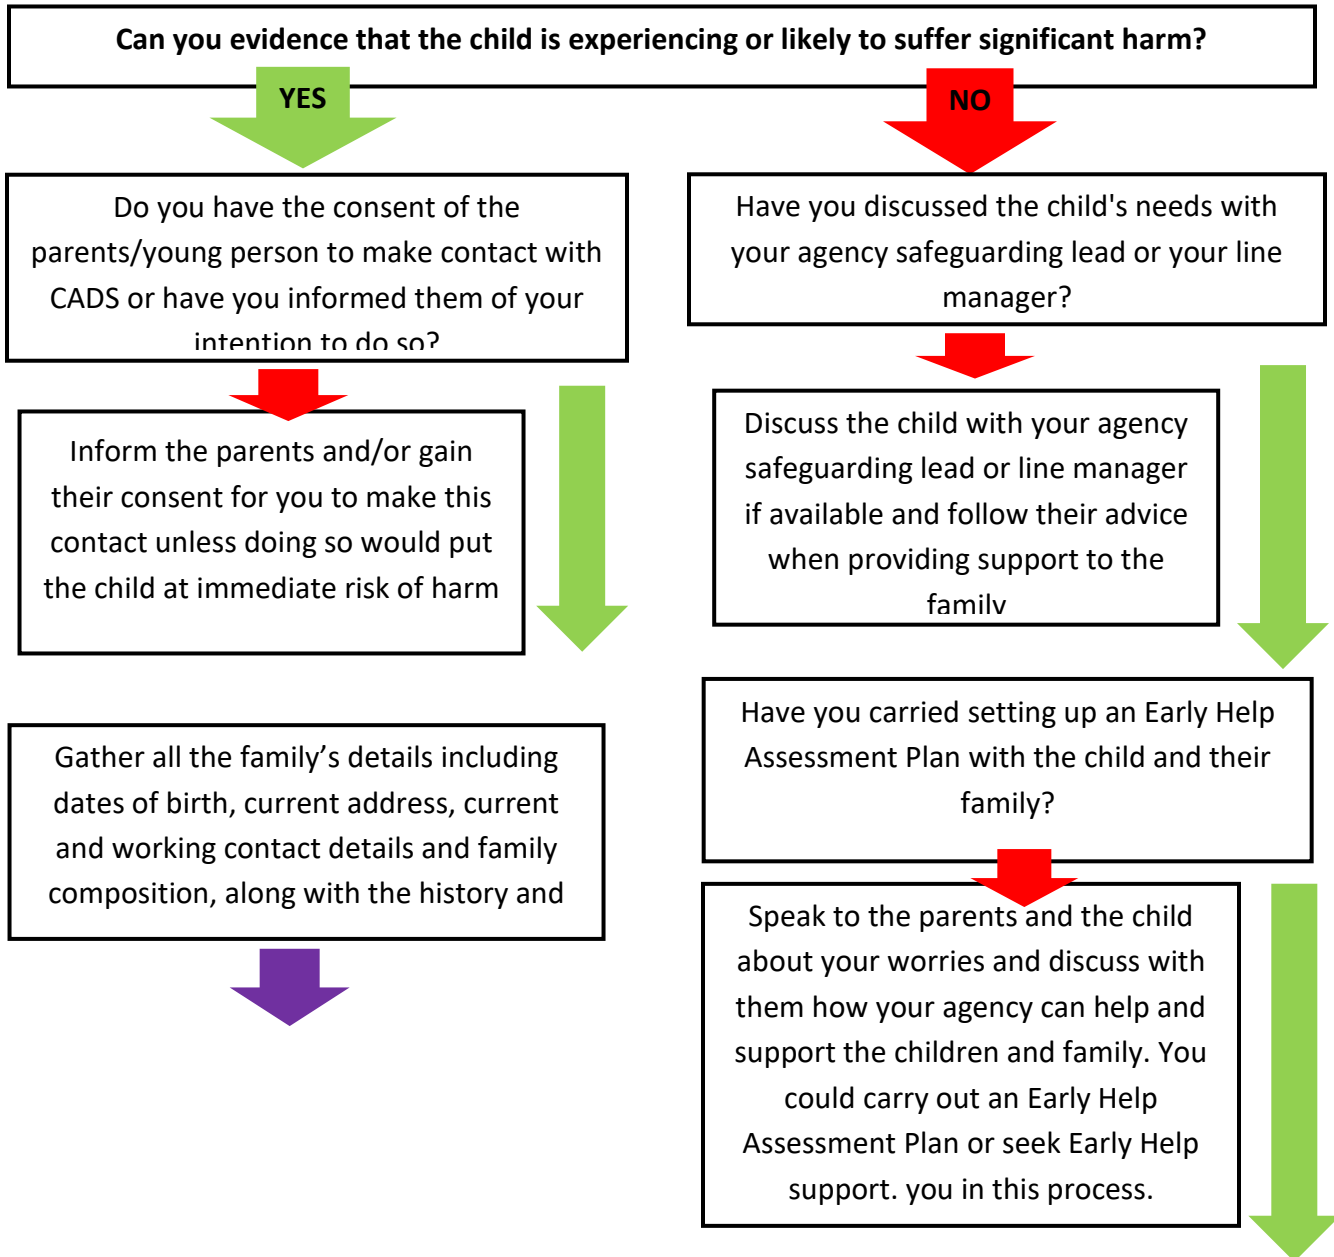 Can you evidence that the child is experiencing or likely to suffer significant harm?
YES
NO
Do you have the consent of the
parents/young person to make contact with
CADS or have you informed them of your
intention to do so?
Inform the parents and/or gain
their consent for you to make this
contact unless doing so would put
the child at immediate risk of harm
Gather all the family’s details including
dates of birth, current address, current
and working contact details and family
composition, along with the history and
Have you discussed the child's needs with
your agency safeguarding lead or your line
manager?
Discuss the child with your agency
safeguarding lead or line manager
if available and follow their advice
when providing support to the
family
Have you carried setting up an Early Help
Assessment Plan with the child and their
family?
Speak to the parents and the child
about your worries and discuss with
them how your agency can help and
support the children and family. You
could carry out an Early Help
Assessment Plan or seek Early Help
support. you in this process.